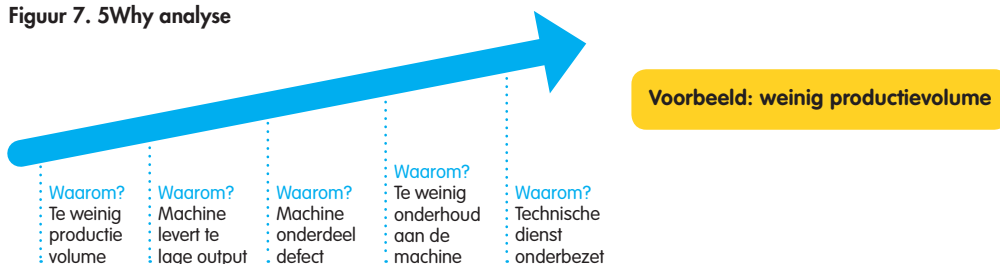 Figuur 7. 5Why analyse
Voorbeeld: weinig productievolume
Waarom?
Te weinig
productie
volume
Waarom?
Machine
levert te
lage output
Waarom?
Machine
onderdeel
defect
Waarom?
Te weinig
onderhoud
aan de
machine
Waarom?
Technische
dienst
onderbezet